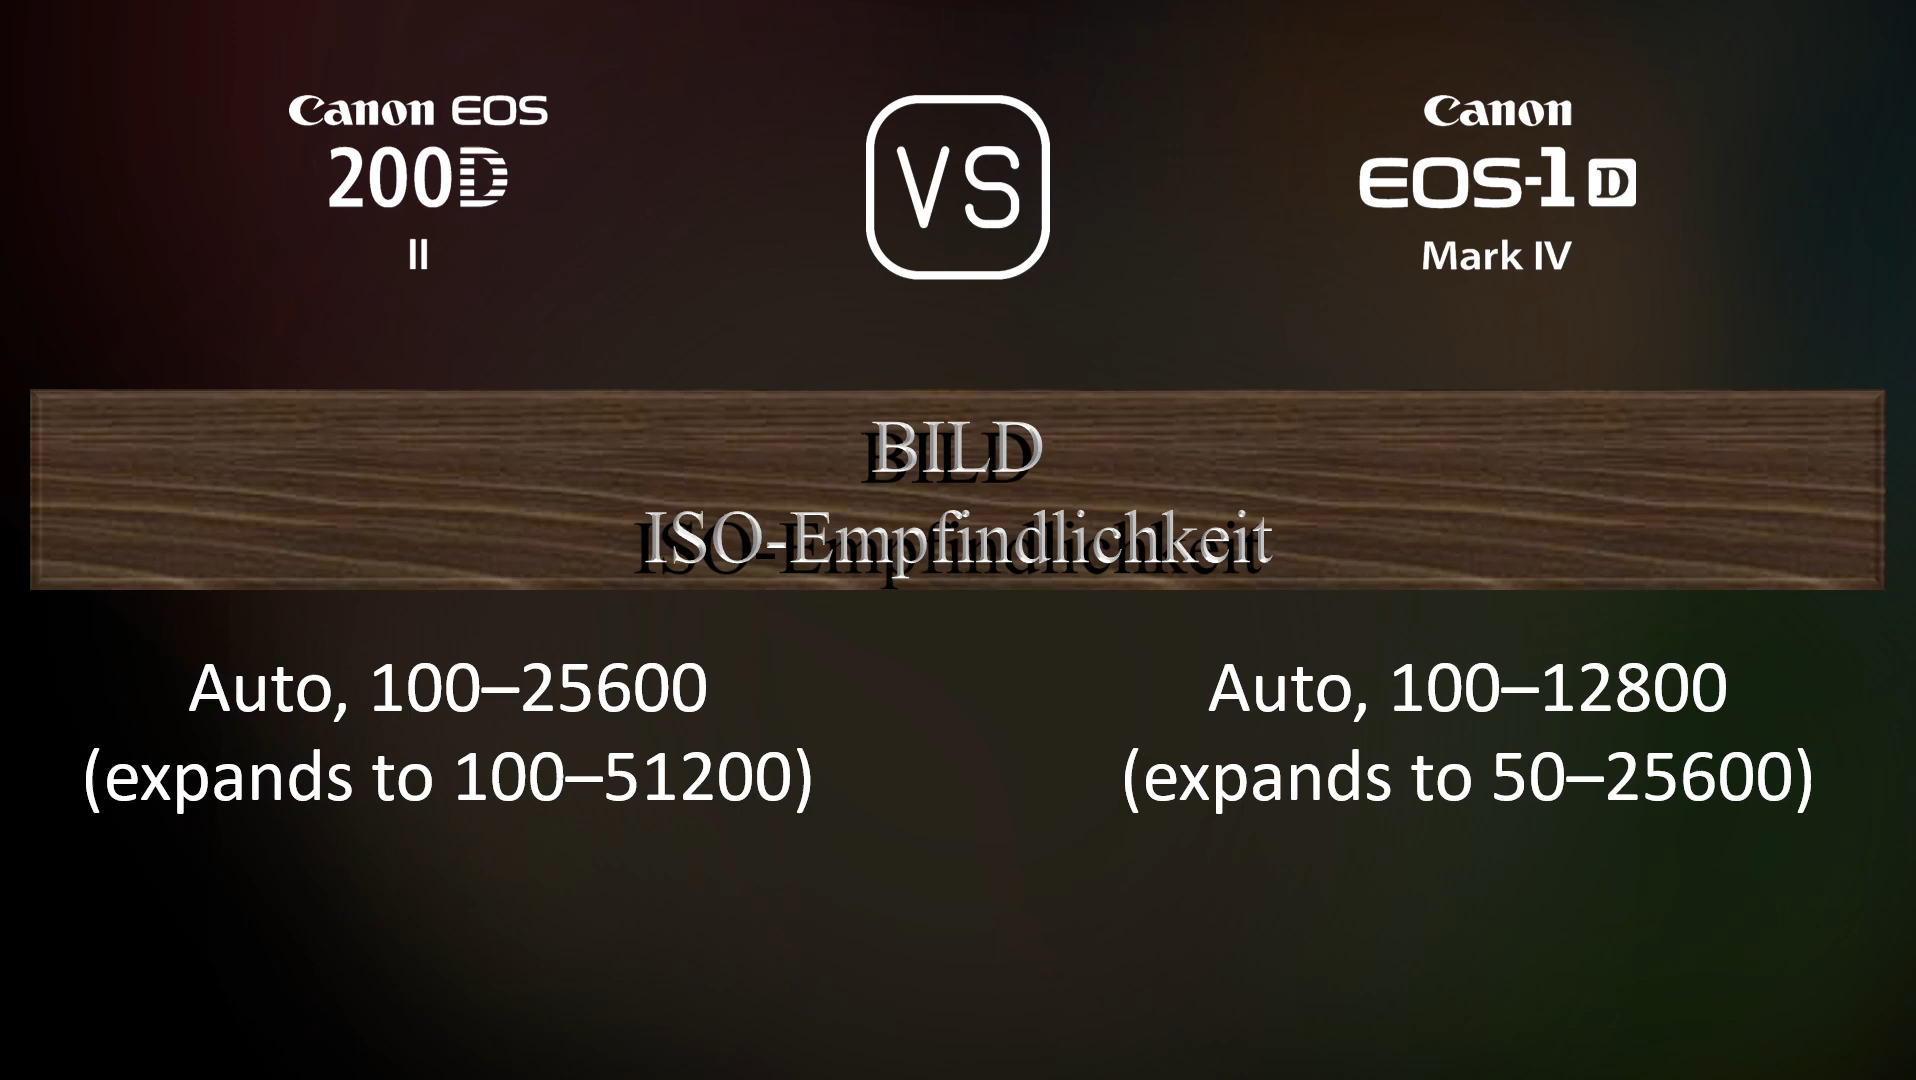 Canon EOS
200D
II
VS
Canon
EOS-1D
Mark IV
BILD
ISO-Empfindlichkeit
Auto, 100–25600
(expands to 100–51200)
Auto, 100–12800
(expands to 50–25600)